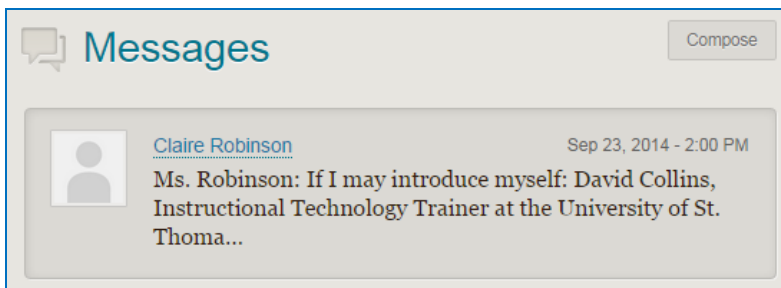 Messages
Compose
Claire Robinson
Sep 23, 2014 - 2:00 PM
Ms. Robinson: If I may introduce myself: David Collins,
Instructional Technology Trainer at the University of St.
Thoma...